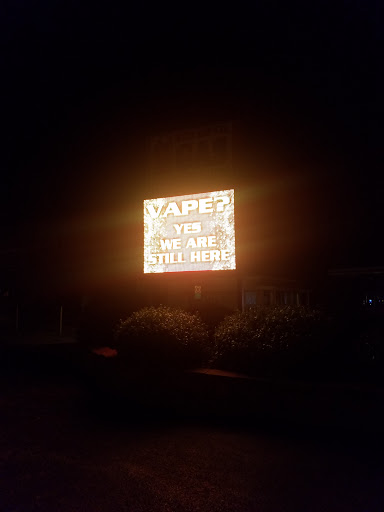 VAPE?
YES
WE ARE
STILL HERE